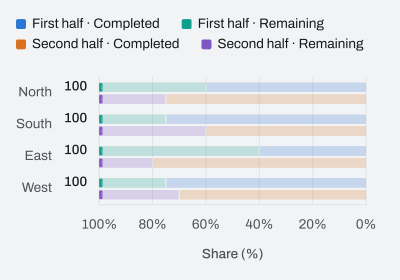 First half · Completed First half · Remaining
Second half · Completed Second half · Remaining
North 100
South 100
East 100
West 100
100% 80% 60% 40% 20% 0%
Share (%)